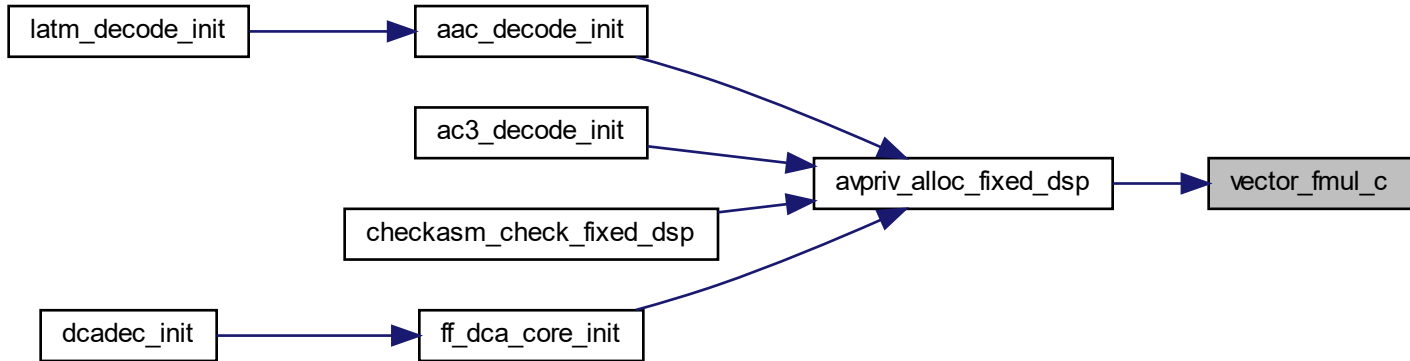 latm_decode_init
aac_decode_init
ac3_decode_init
avpriv_alloc_fixed_dsp
vector_fmul_c
checkasm_check_fixed_dsp
dcadec_init
ff_dca_core_init